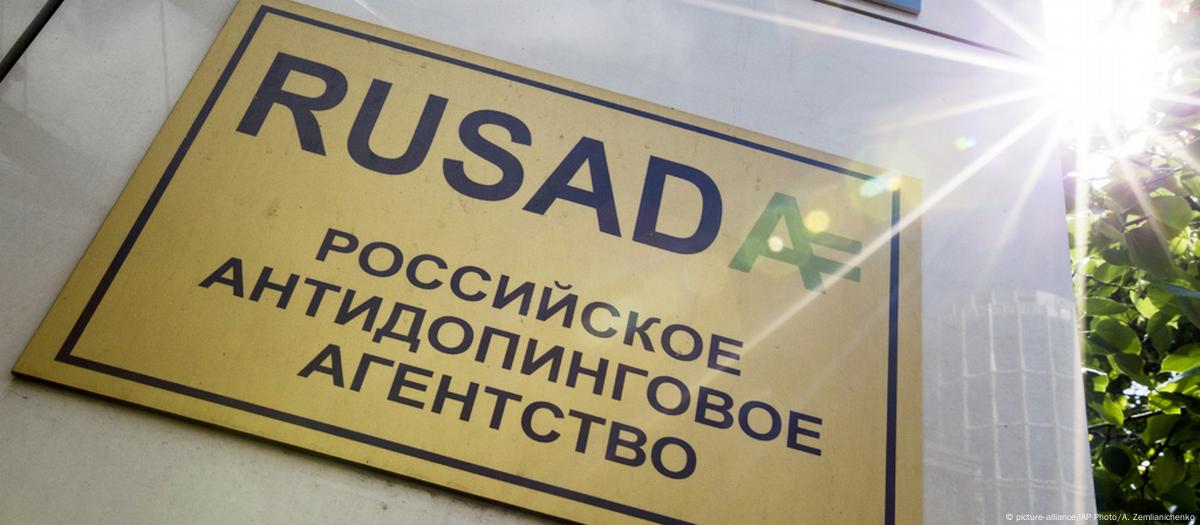 RUSADA
РОССИЙСКОЕ
АНТИДОПИНГОВОЕ
АГЕНТСТВО
© picture-alliance/AP Photo/A. Zemlianichenko